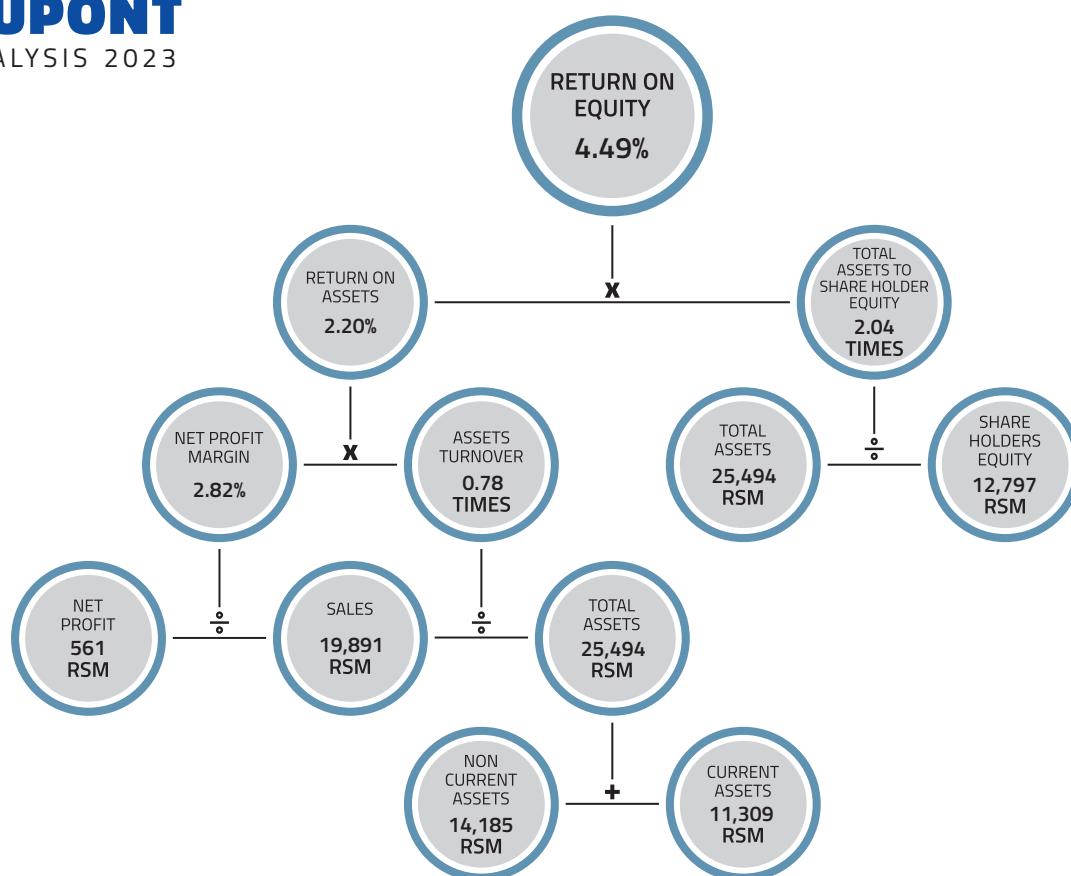 UPONT
ALYSIS 2023
RETURN ON
EQUITY
4.49%
RETURN ON
ASSETS
2.20%
x
TOTAL
ASSETS TO
SHARE HOLDER
EQUITY
2.04
TIMES
NET PROFIT
MARGIN
2.82%
x
ASSETS
TURNOVER
0.78
TIMES
TOTAL
ASSETS
25,494
RSM
÷
SHARE
HOLDERS
EQUITY
12,797
RSM
NET
PROFIT
561
RSM
÷
SALES
19,891
RSM
÷
TOTAL
ASSETS
25,494
RSM
NON
CURRENT
ASSETS
14,185
RSM
+
CURRENT
ASSETS
11,309
RSM